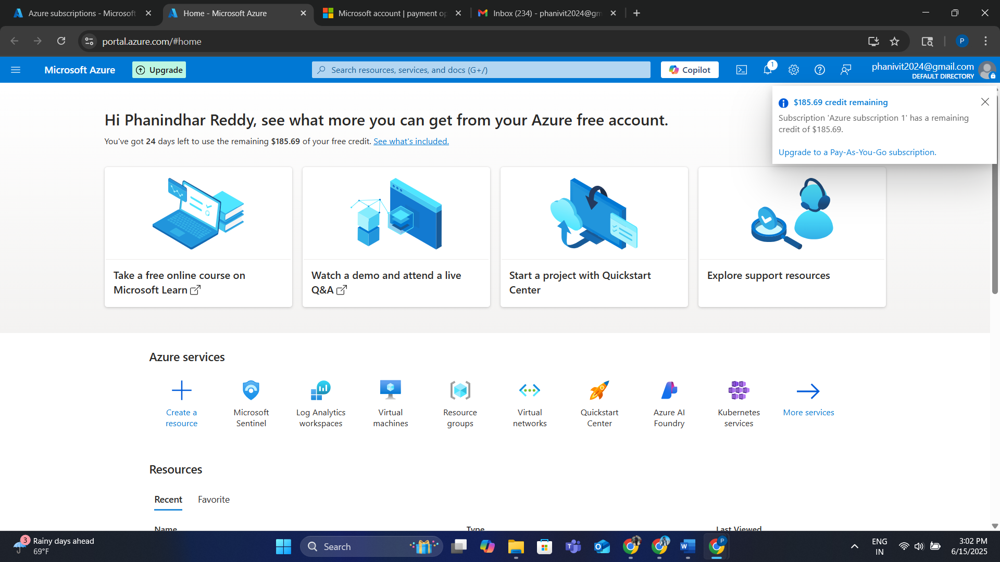 Azure subscriptions - Microsoft
Home - Microsoft Azure
Microsoft account | payment op
Inbox (234) - phanivit2024@gm
portal.azure.com/#home
P
Microsoft Azure
Upgrade
Search resources, services, and docs (G+/)
Copilot
1
phanivit2024@gmail.com
DEFAULT DIRECTORY
$185.69 credit remaining
Subscription 'Azure subscription 1' has a remaining
credit of $185.69.
Upgrade to a Pay-As-You-Go subscription.
Hi Phanindhar Reddy, see what more you can get from your Azure free account.
You've got 24 days left to use the remaining $185.69 of your free credit. See what's included.
Take a free online course on
Microsoft Learn
Watch a demo and attend a live
Q&A
Start a project with Quickstart
Center
Explore support resources
Azure services
Create a
resource
Microsoft
Sentinel
Log Analytics
workspaces
Virtual
machines
Resource
groups
Virtual
networks
Quickstart
Center
Azure AI
Foundry
Kubernetes
services
More services
Resources
Recent
Favorite
Name
Type
Last Viewed
3
Rainy days ahead
69°F
Search
P
ENG
IN
3:02 PM
6/15/2025